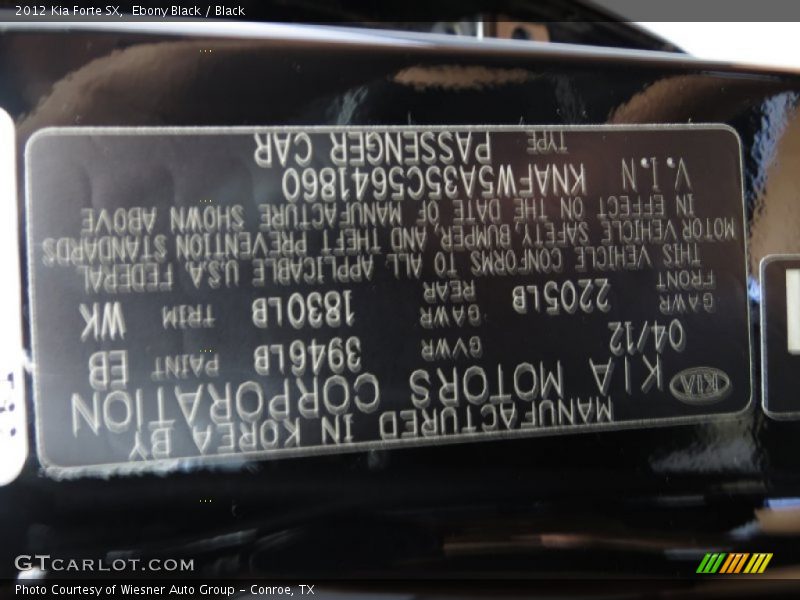 2012 Kia Forte SX,  Ebony Black / Black
MANUFACTURED IN KOREA BY
KIA KIA MOTORS CORPORATION
04/12 GVWR 3946LB PAINT EB
GAWR FRONT 2205LB GAWR REAR 1830LB TRIM WK
THIS VEHICLE CONFORMS TO ALL APPLICABLE U.S.A. FEDERAL
MOTOR VEHICLE SAFETY, BUMPER, AND THEFT PREVENTION STANDARDS
IN EFFECT ON THE DATE OF MANUFACTURE SHOWN ABOVE
V.I.N KNAFW5A35C5641860
TYPE PASSENGER CAR
GTCARLOT.COM
Photo Courtesy of Wiesner Auto Group - Conroe, TX